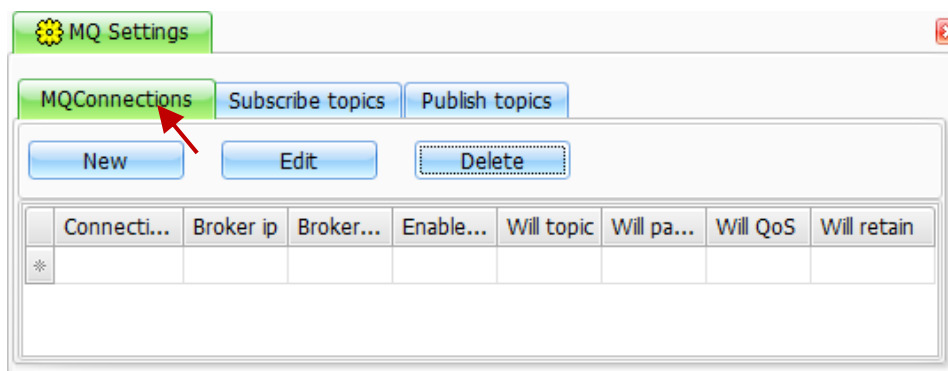 MQ Settings
MQConnections Subscribe topics Publish topics
New Edit Delete
Connecti... Broker ip Broker... Enable... Will topic Will pa... Will QoS Will retain